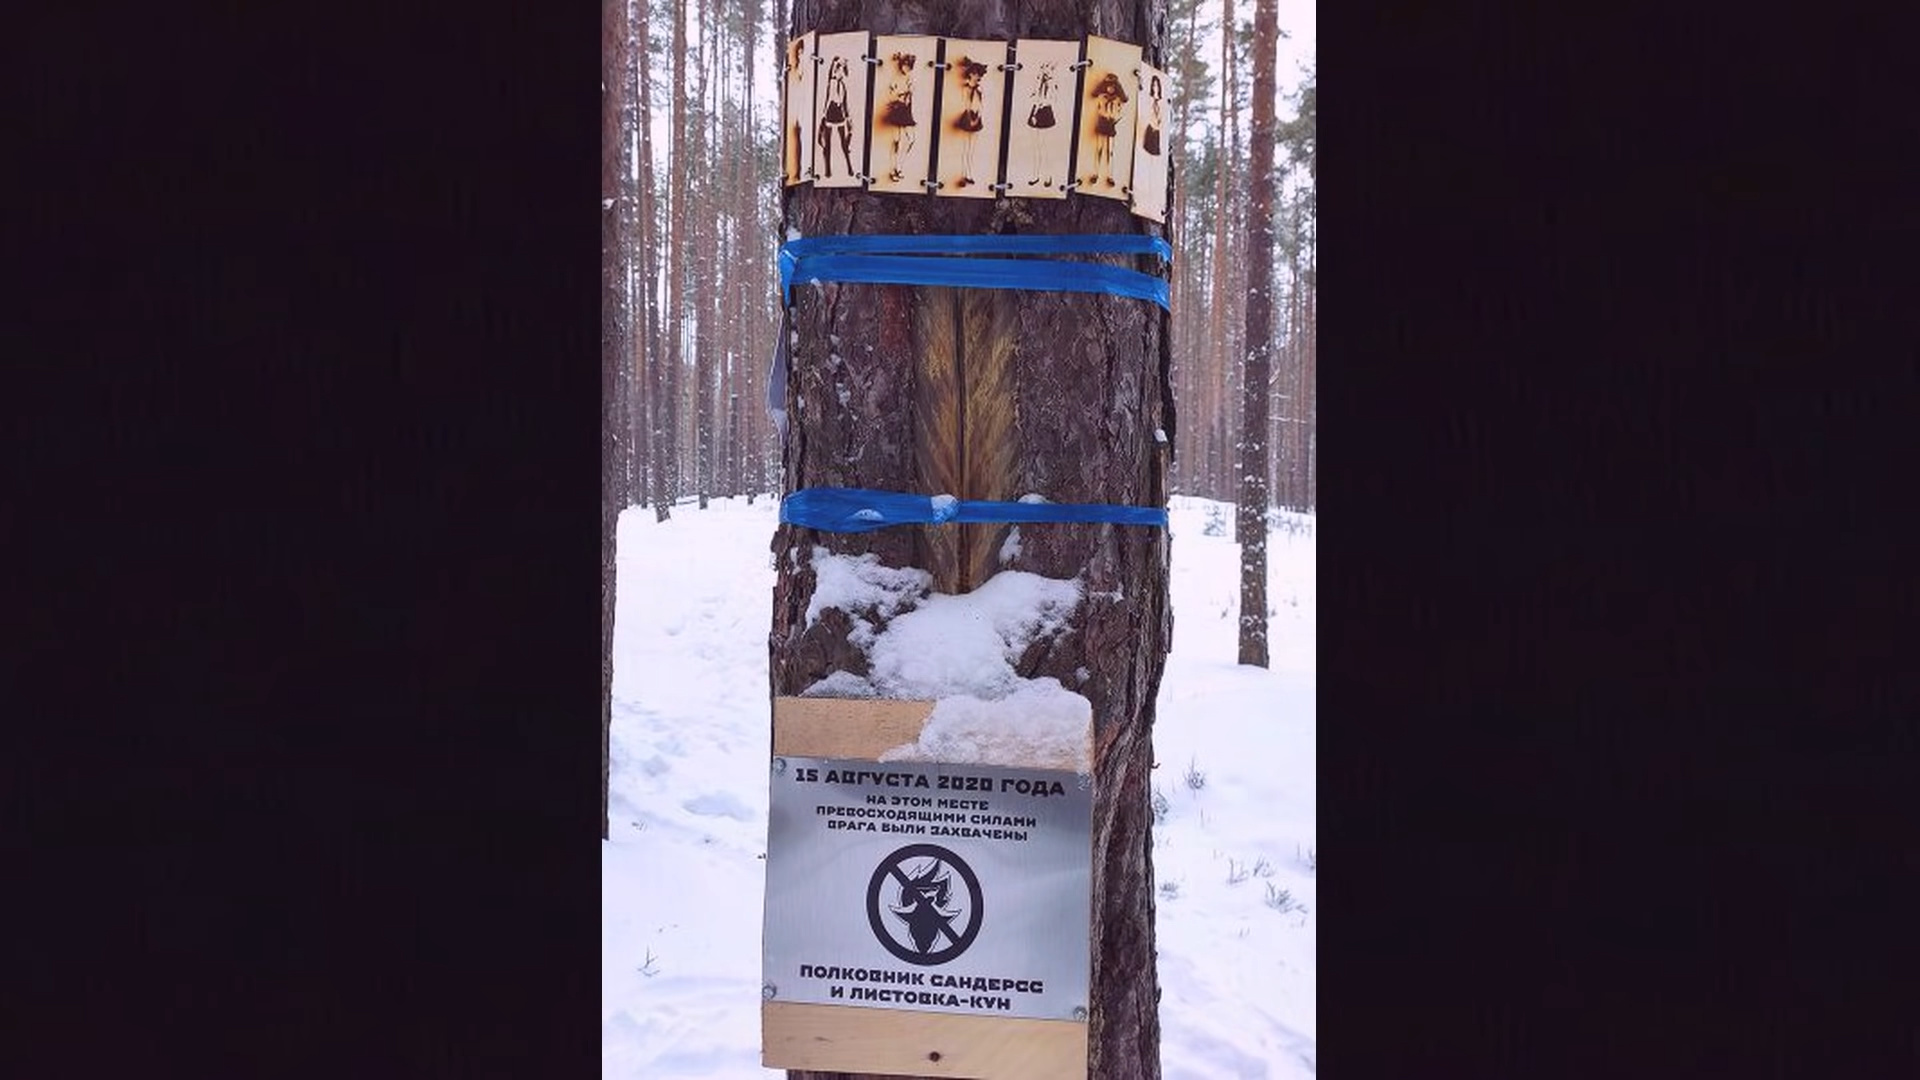 15 АВГУСТА 2020 ГОДА
НА ЭТОМ МЕСТЕ
ПРЕВОСХОДЯЩИМИ СИЛАМИ
ВРАГА БЫЛИ ЗАХВАЧЕНЫ
ПОЛКОВНИК САНДЕРСС
И ЛИСТОВКА-КУН